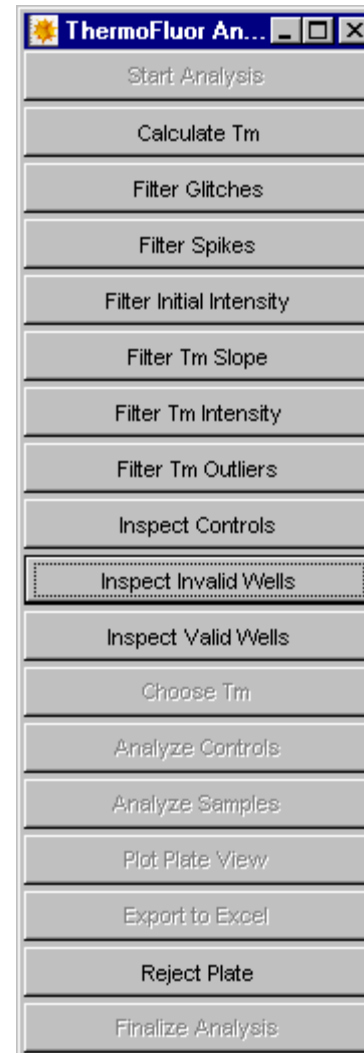 ThermoFluor An...
Start Analysis
Calculate Tm
Filter Glitches
Filter Spikes
Filter Initial Intensity
Filter Tm Slope
Filter Tm Intensity
Filter Tm Outliers
Inspect Controls
Inspect Invalid Wells
Inspect Valid Wells
Choose Tm
Analyze Controls
Analyze Samples
Plot Plate View
Export to Excel
Reject Plate
Finalize Analysis